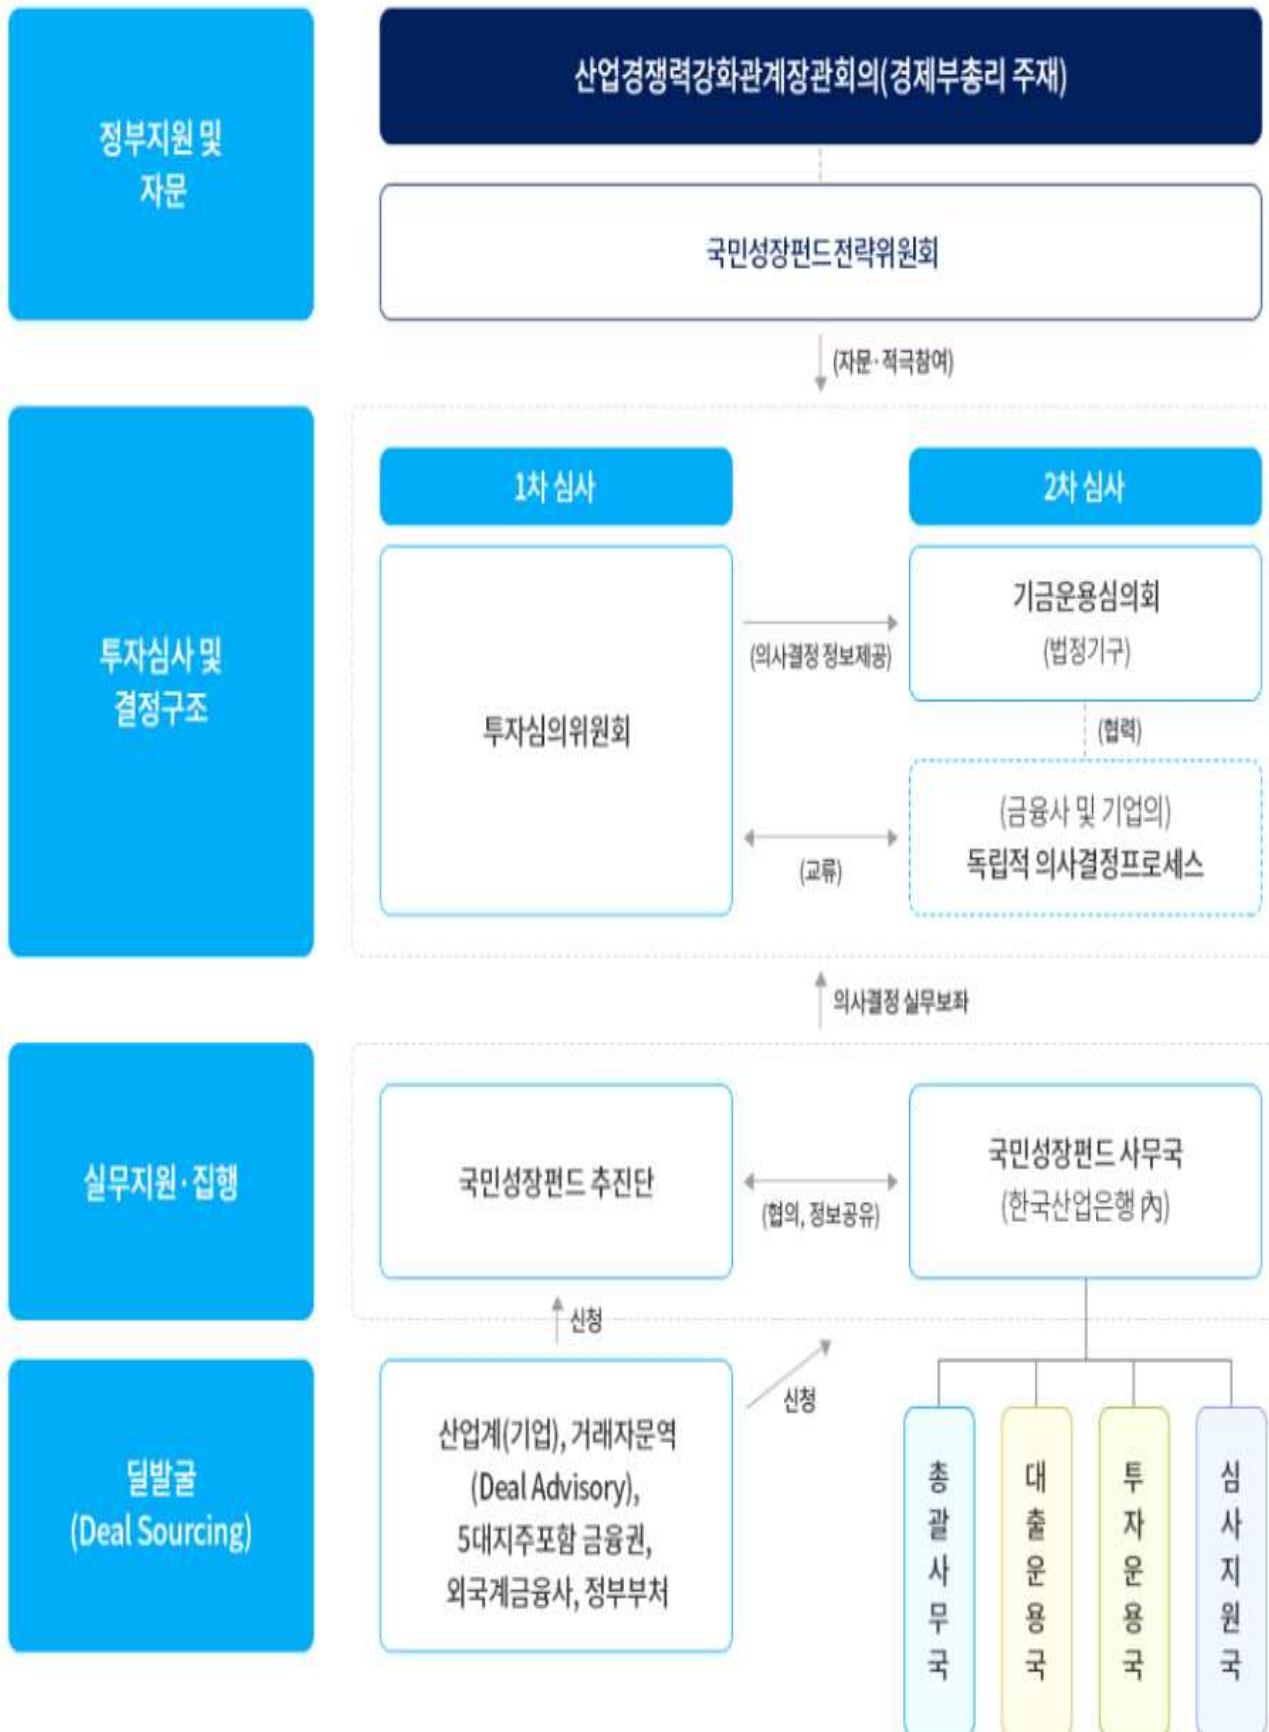 정부지원 및
자문
산업경쟁력강화관계장관회의(경제부총리 주재)
국민성장펀드전략위원회
(자문·적극참여)
투자심사 및
결정구조
1차 심사
2차 심사
투자심의위원회
(의사결정 정보제공)
기금운용심의회
(법정기구)
(협력)
(교류)
(금융사 및 기업의)
독립적 의사결정프로세스
의사결정 실무보좌
실무지원·집행
국민성장펀드 추진단
(협의, 정보공유)
국민성장펀드 사무국
(한국산업은행 內)
신청
신청
딜발굴
(Deal Sourcing)
산업계(기업), 거래자문역
(Deal Advisory),
5대지주포함 금융권,
외국계금융사, 정부부처
총괄사무국
대출운용국
투자운용국
심사지원국